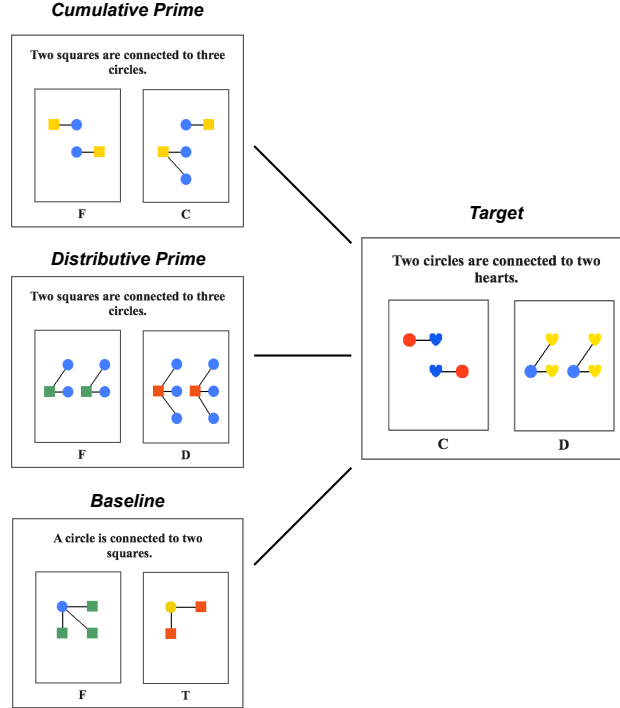 Cumulative Prime
Two squares are connected to three
circles.
F
C
Distributive Prime
Two squares are connected to three
circles.
F
D
Baseline
A circle is connected to two
squares.
F
T
Target
Two circles are connected to two
hearts.
C
D